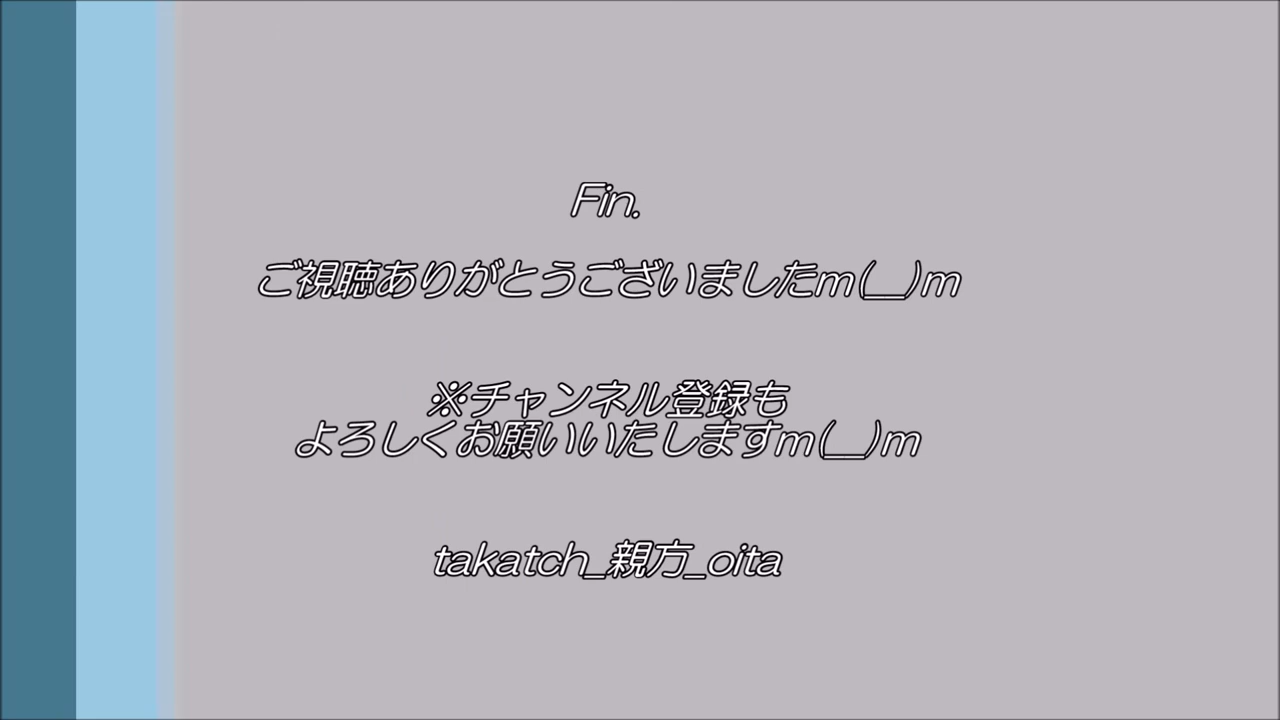 Fin.
ご視聴ありがとうございましたm(__)m
※チャンネル登録も
よろしくお願いいたしますm(__)m
takatch_親方_oita